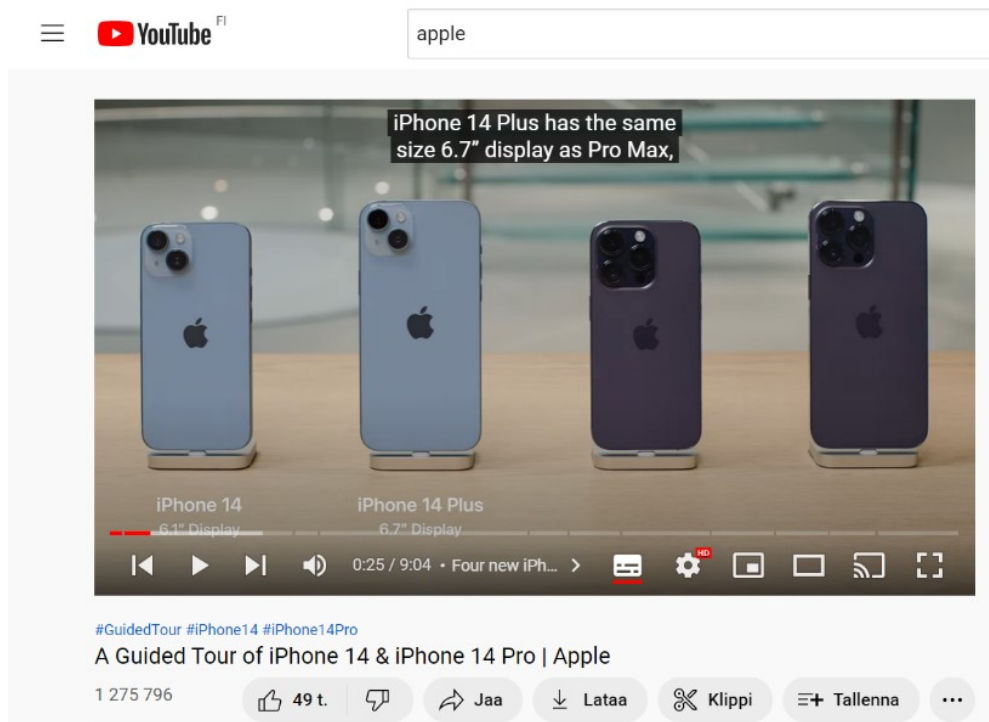 YouTube FI
apple
iPhone 14 Plus has the same
size 6.7” display as Pro Max,
iPhone 14
6.1” Display
iPhone 14 Plus
6.7” Display
0:25 / 9:04 • Four new iPh...
HD
#GuidedTour #iPhone14 #iPhone14Pro
A Guided Tour of iPhone 14 & iPhone 14 Pro | Apple
1 275 796
49 t.
Jaa
Lataa
Klippi
Tallenna